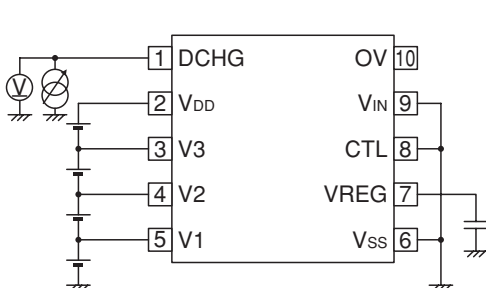 1 DCHG OV 10
V 2 VDD VIN 9
3 V3 CTL 8
4 V2 VREG 7
5 V1 VSS 6